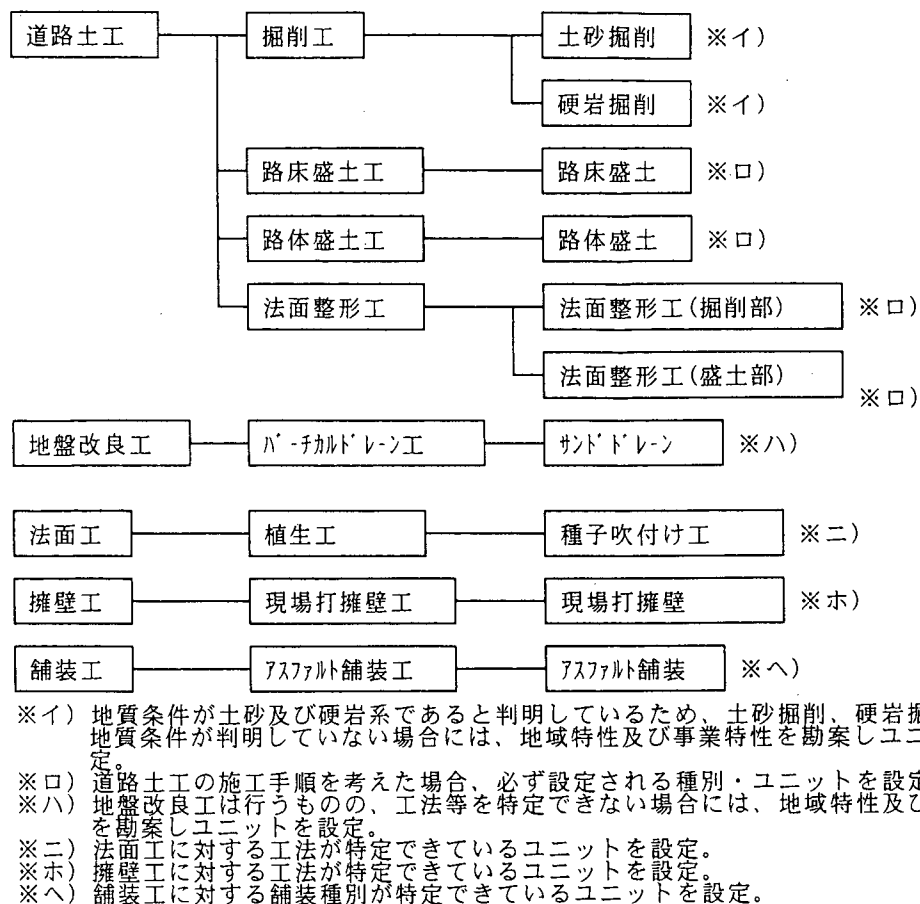 道路土工 掘削工 土砂掘削 ※イ)
硬岩掘削 ※イ)
路床盛土工 路床盛土 ※ロ)
路体盛土工 路体盛土 ※ロ)
法面整形工 法面整形工(掘削部) ※ロ)
法面整形工(盛土部) ※ロ)
地盤改良工 バーチカルドレーン工 サンドドレーン ※ハ)
法面工 植生工 種子吹付け工 ※ニ)
擁壁工 現場打擁壁工 現場打擁壁 ※ホ)
舗装工 アスファルト舗装工 アスファルト舗装 ※ヘ)
※イ) 地質条件が土砂及び硬岩系であると判明しているため、土砂掘削、硬岩掘
地質条件が判明していない場合には、地域特性及び事業特性を勘案しユニ
定。
※ロ) 道路土工の施工手順を考えた場合、必ず設定される種別・ユニットを設定
※ハ) 地盤改良工は行うものの、工法等を特定できない場合には、地域特性及び
を勘案しユニットを設定。
※ニ) 法面工に対する工法が特定できているユニットを設定。
※ホ) 擁壁工に対する工法が特定できているユニットを設定。
※ヘ) 舗装工に対する舗装種別が特定できているユニットを設定。